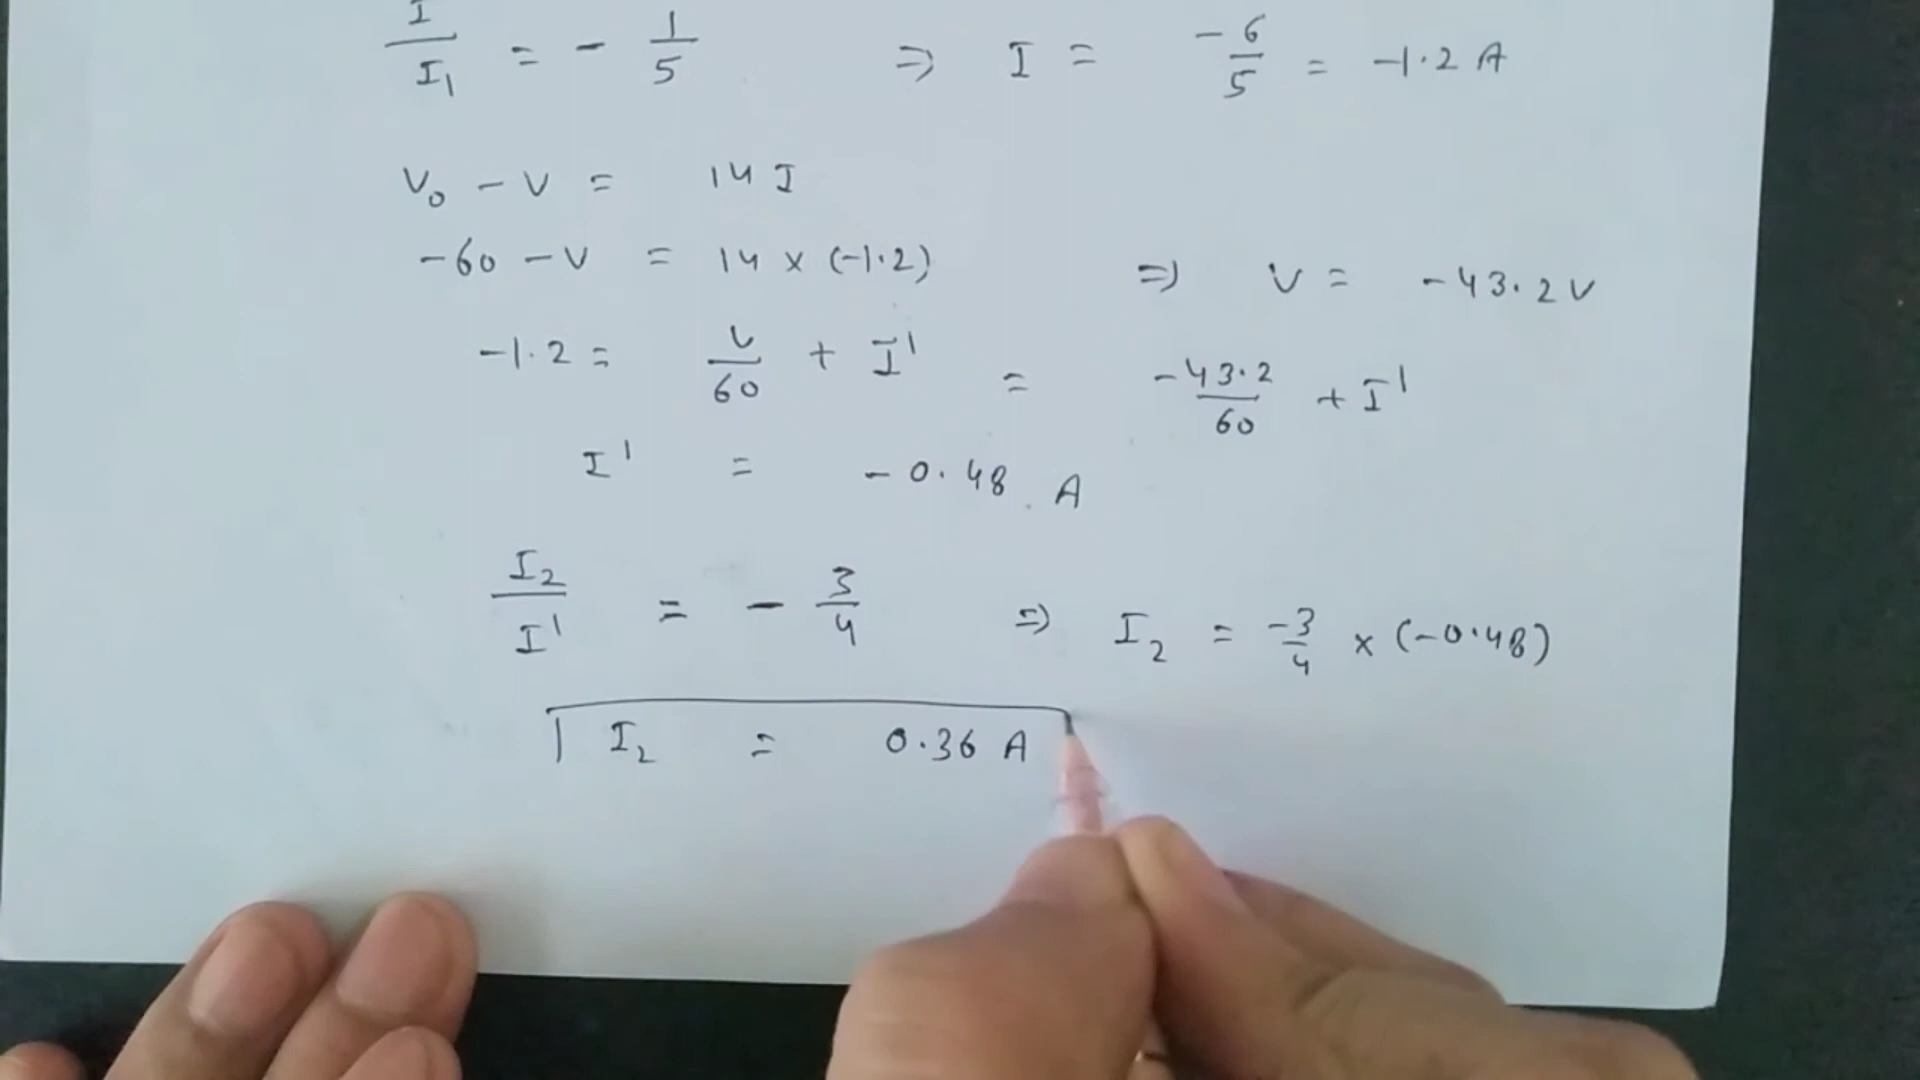 I/I₁ = - 1/5 ⇒ I = -6/5 = -1.2 A
V₀ - V = 14 I
-60 - V = 14 x (-1.2) ⇒ V = -43.2 V
-1.2 = V/60 + I' = -43.2/60 + I'
I' = - 0.48 A
I₂/I' = - 3/4 ⇒ I₂ = -3/4 x (-0.48)
I₂ = 0.36 A